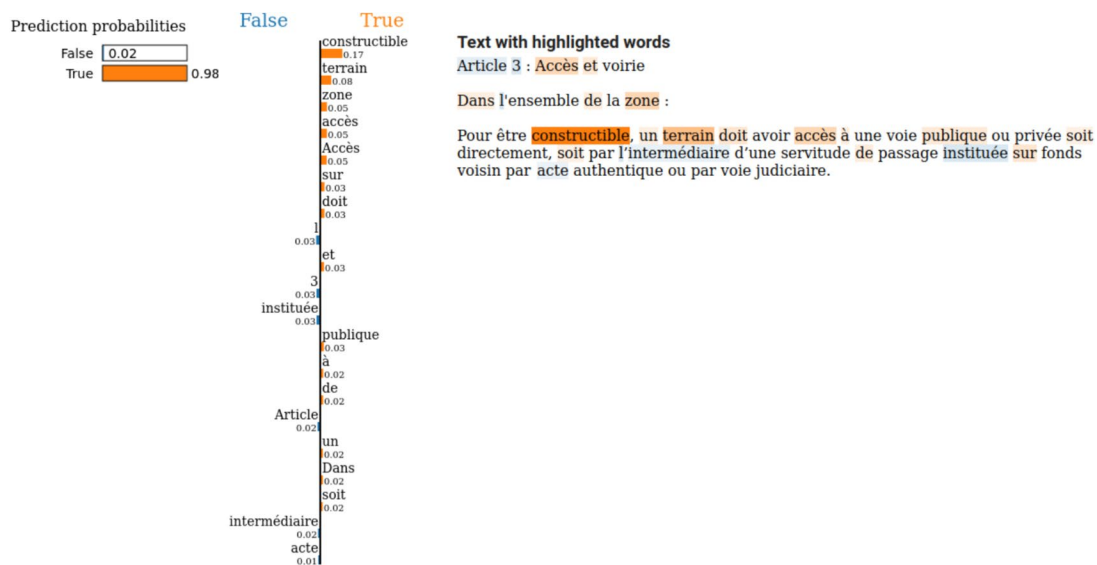 Prediction probabilities
False 0.02
True 0.98
False True
constructible
0.17
terrain
0.08
zone
0.05
accès
0.05
Accès
0.05
sur
0.03
doit
0.03
l
0.03
et
0.03
3
0.03
instituée
0.03
publique
0.03
à
0.02
de
0.02
Article
0.02
un
0.02
Dans
0.02
soit
0.02
intermédiaire
0.02
acte
0.01
Text with highlighted words
Article 3 : Accès et voirie
Dans l'ensemble de la zone :
Pour être constructible, un terrain doit avoir accès à une voie publique ou privée soit
directement, soit par l’intermédiaire d’une servitude de passage instituée sur fonds
voisin par acte authentique ou par voie judiciaire.